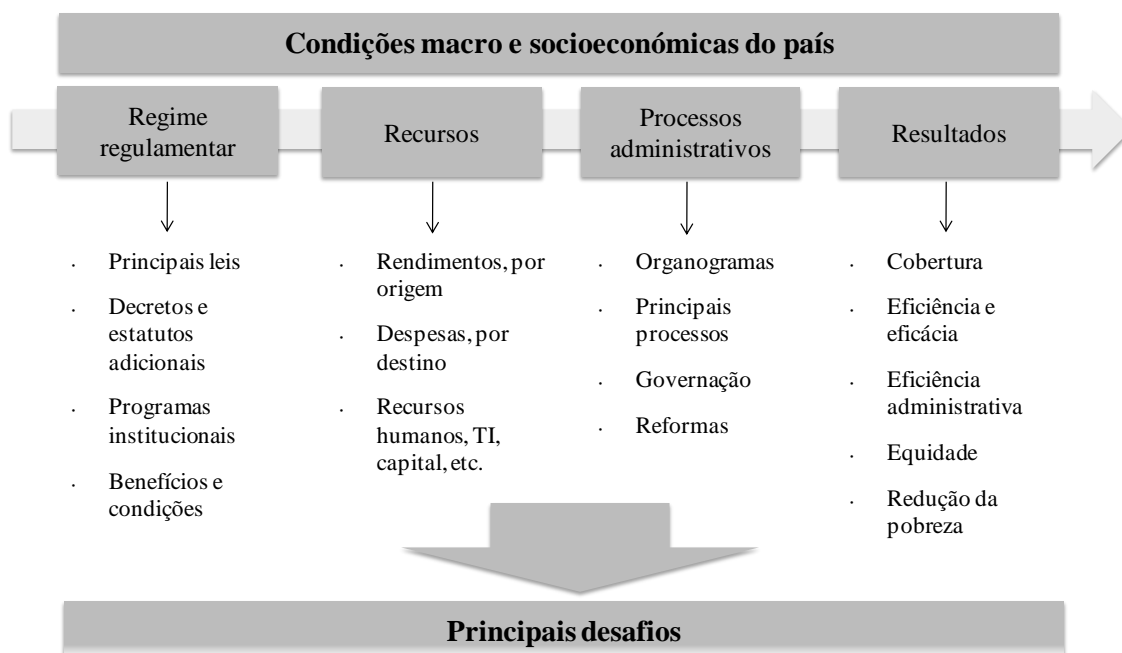 Condições macro e socioeconómicas do país
Regime
regulamentar
Recursos
Processos
administrativos
Resultados
· Principais leis
· Decretos e
estatutos
adicionais
· Programas
institucionais
· Benefícios e
condições
· Rendimentos, por
origem
· Despesas, por
destino
· Recursos
humanos, TI,
capital, etc.
· Organogramas
· Principais
processos
· Governação
· Reformas
· Cobertura
· Eficiência e
eficácia
· Eficiência
administrativa
· Equidade
· Redução da
pobreza
Principais desafios